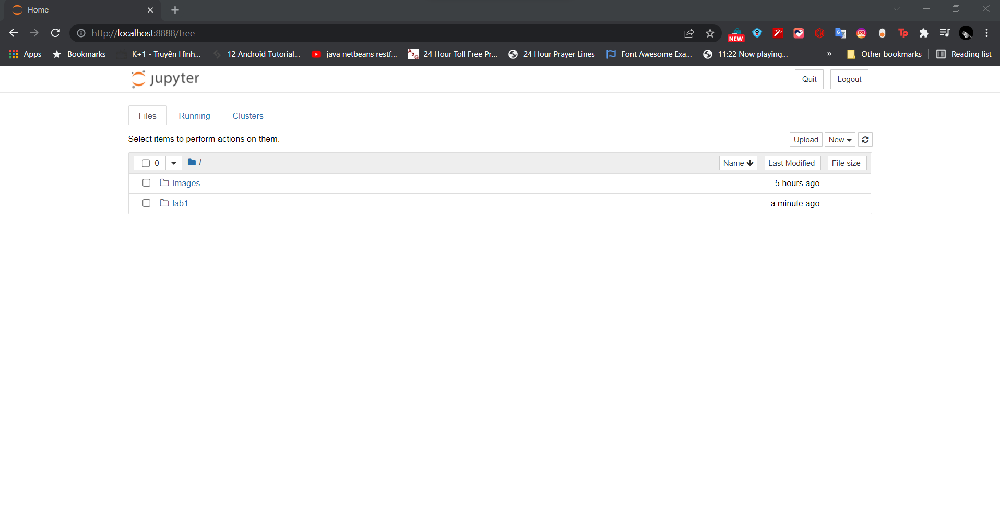 Home
http://localhost:8888/tree
NEW
Tp
Apps Bookmarks K+1 - Truyền Hình... 12 Android Tutorial... java netbeans restf... A2G 24 Hour Toll Free Pr... 24 Hour Prayer Lines Font Awesome Exa... 11:22 Now playing... » Other bookmarks Reading list
jupyter Quit Logout
Files Running Clusters
Select items to perform actions on them. Upload New
0 / Name Last Modified File size
Images 5 hours ago
lab1 a minute ago